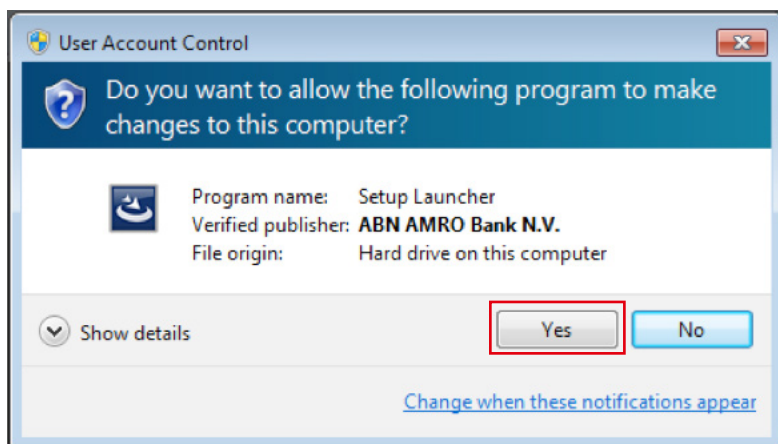 User Account Control
Do you want to allow the following program to make
changes to this computer?
Program name: Setup Launcher
Verified publisher: ABN AMRO Bank N.V.
File origin: Hard drive on this computer
Show details
Yes No
Change when these notifications appear